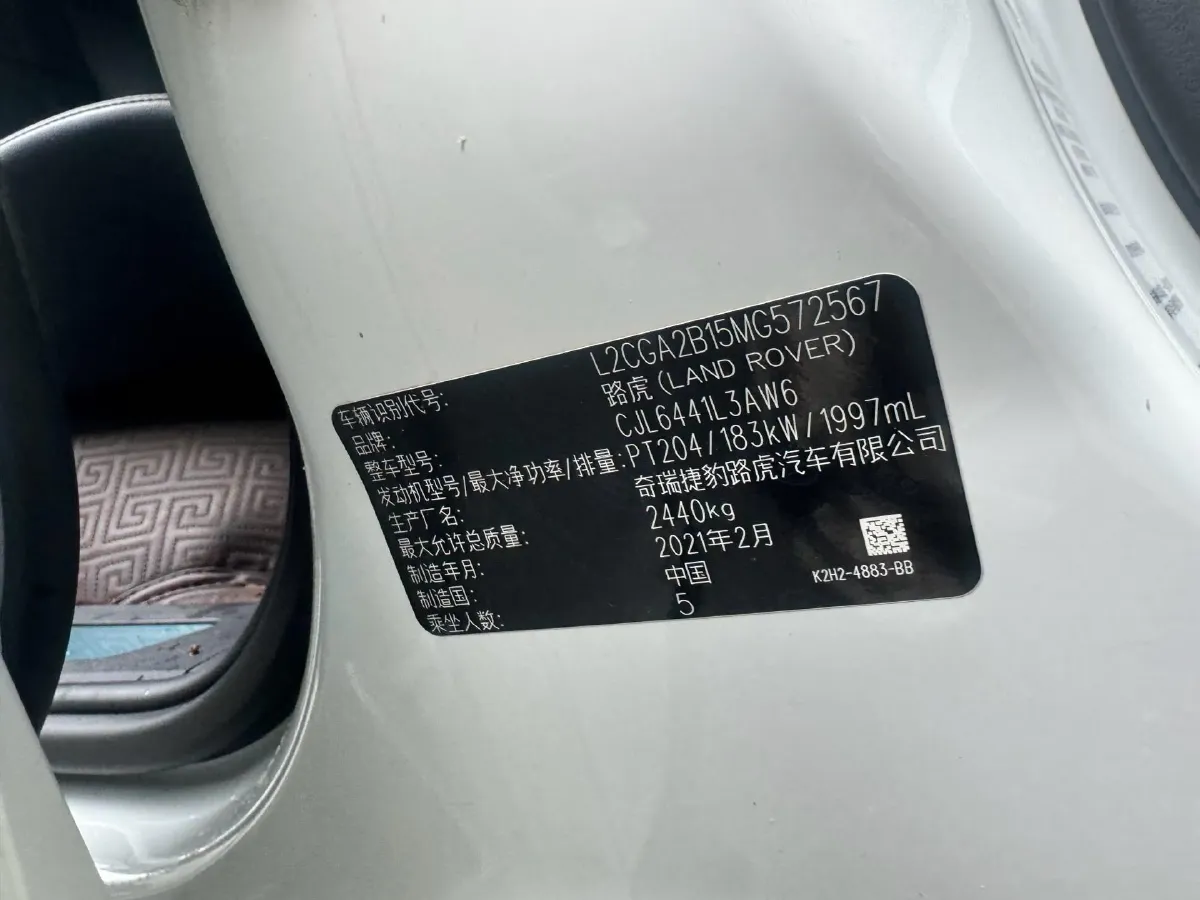 车辆识别代号: L2CGA2B15MG572567
品牌: 路虎 (LAND ROVER)
整车型号: CJL6441L3AW6
发动机型号/最大净功率/排量: PT204/183kW/1997mL
生产厂名: 奇瑞捷豹路虎汽车有限公司
最大允许总质量: 2440kg
制造年月: 2021年2月
制造国: 中国
乘坐人数: 5
K2H2-4883-BB